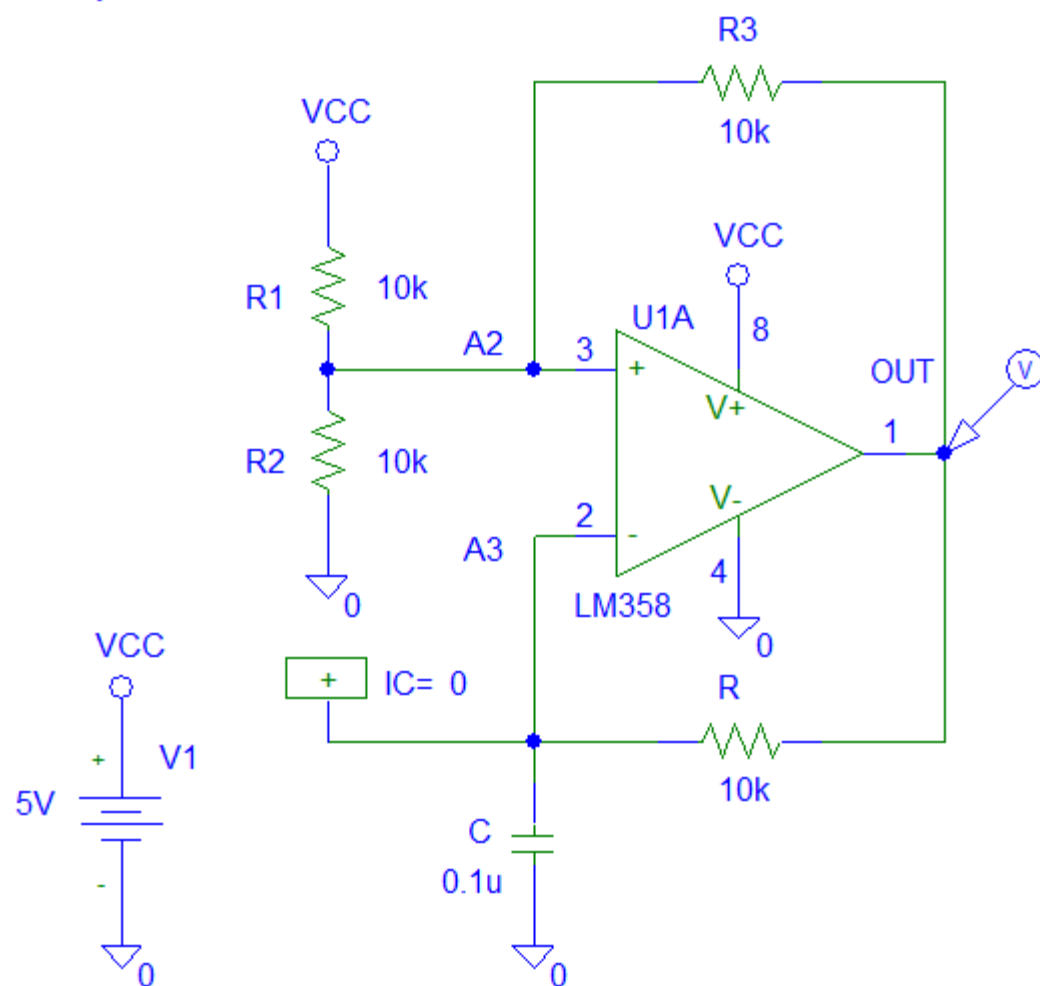 R3
10k
VCC
R1
10k
VCC
8
U1A
A2
3
+
V+
OUT
V
1
R2
10k
V-
2
-
A3
4
LM358
0
0
VCC
+
IC= 0
R
10k
+
V1
5V
-
C
0.1u
0
0